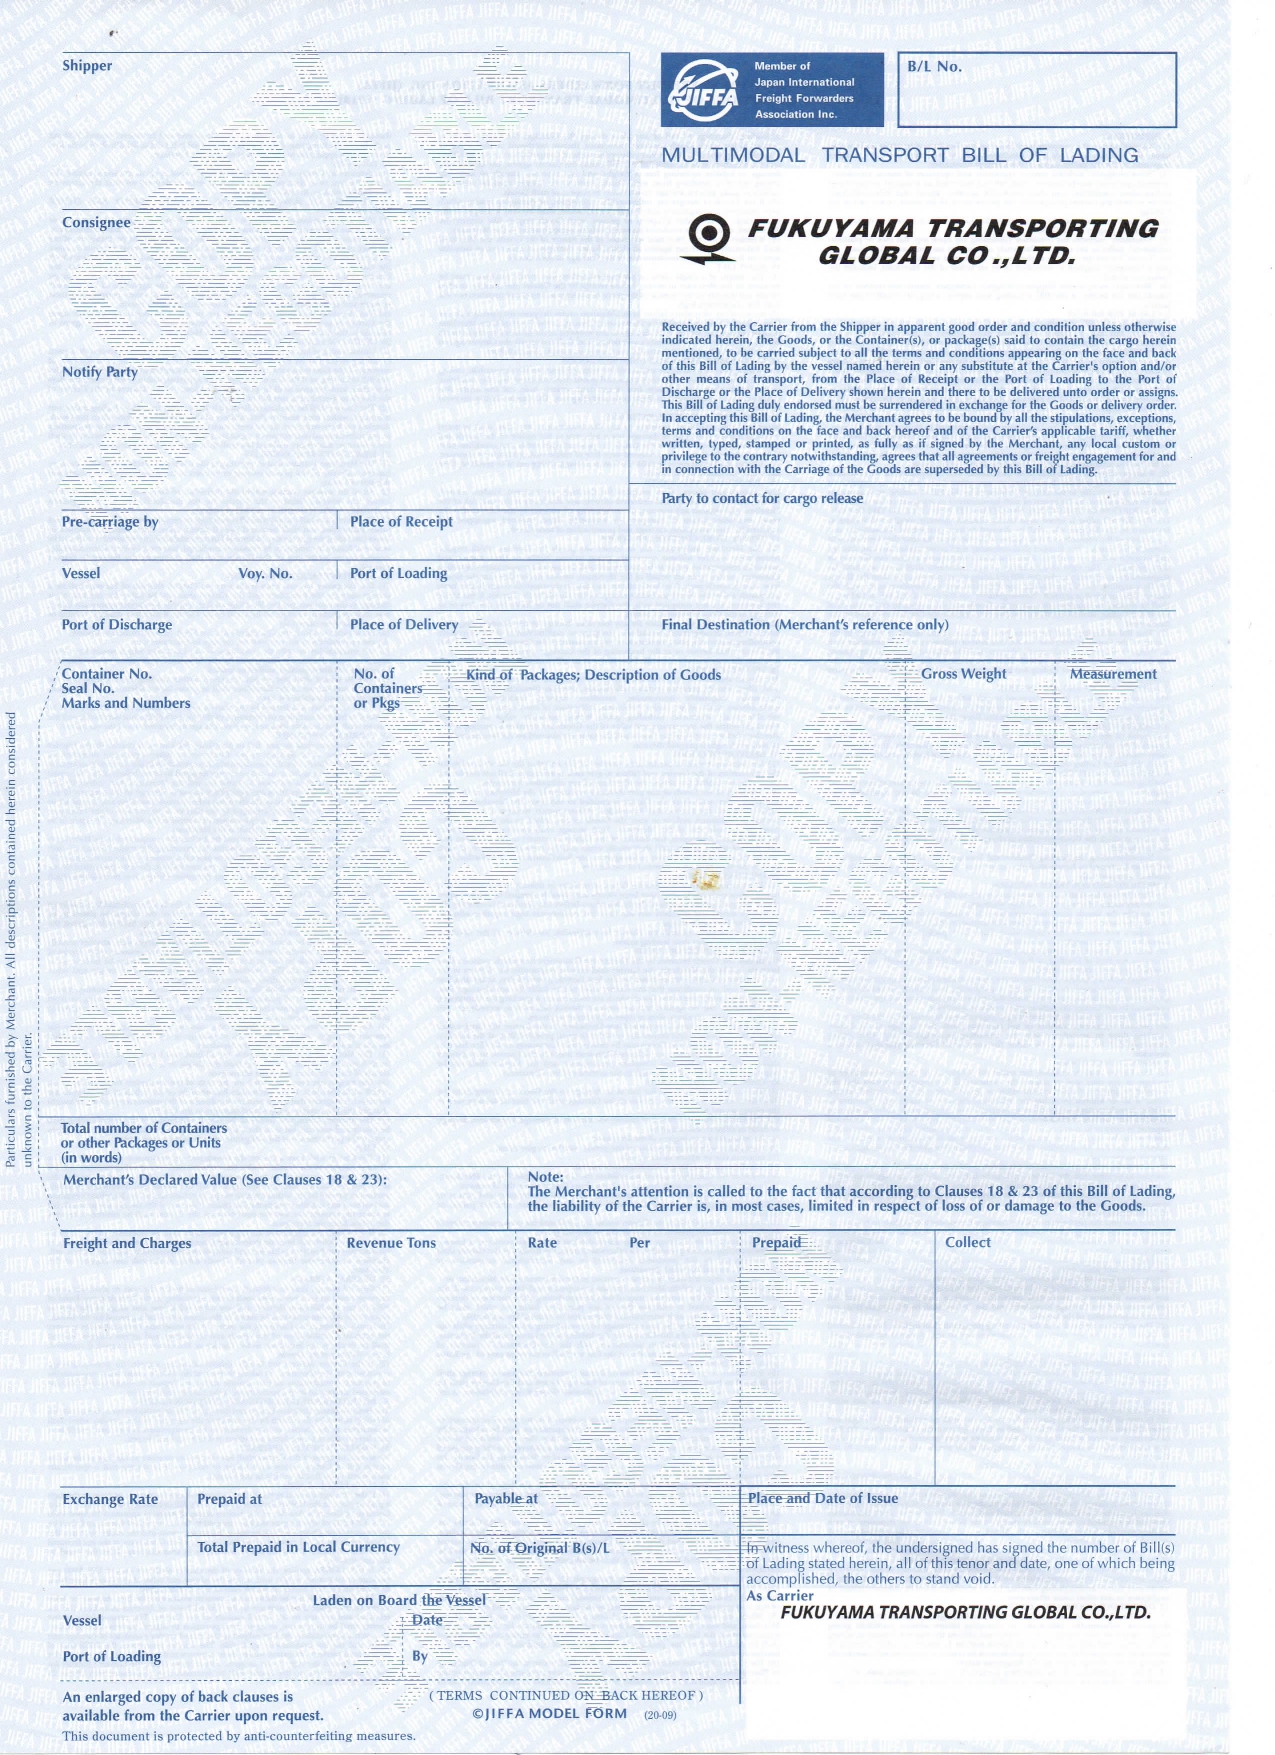 Shipper
JIFFA
Member of
Japan International
Freight Forwarders
Association Inc.
B/L No.
MULTIMODAL TRANSPORT BILL OF LADING
Consignee
FUKUYAMA TRANSPORTING
GLOBAL CO.,LTD.
Received by the Carrier from the Shipper in apparent good order and condition unless otherwise
indicated herein, the Goods, or the Container(s), or package(s) said to contain the cargo herein
mentioned, to be carried subject to all the terms and conditions appearing on the face and back
of this Bill of Lading by the vessel named herein or any substitute at the Carrier's option and/or
other means of transport, from the Place of Receipt or the Port of Loading to the Port of
Discharge or the Place of Delivery shown herein and there to be delivered unto order or assigns.
This Bill of Lading duly endorsed must be surrendered in exchange for the Goods or delivery order.
In accepting this Bill of Lading, the Merchant agrees to be bound by all the stipulations, exceptions,
terms and conditions on the face and back hereof and of the Carrier's applicable tariff, whether
written, typed, stamped or printed, as fully as if signed by the Merchant, any local custom or
privilege to the contrary notwithstanding, agrees that all agreements or freight engagement for and
in connection with the Carriage of the Goods are superseded by this Bill of Lading.
Notify Party
Party to contact for cargo release
Pre-carriage by
Place of Receipt
Vessel
Voy. No.
Port of Loading
Port of Discharge
Place of Delivery
Final Destination (Merchant's reference only)
Container No.
Seal No.
Marks and Numbers
No. of
Containers
or Pkgs
Kind of Packages; Description of Goods
Gross Weight
Measurement
Particulars furnished by Merchant. All descriptions contained herein considered
unknown to the Carrier.
Total number of Containers
or other Packages or Units
(in words)
Merchant's Declared Value (See Clauses 18 & 23):
Note:
The Merchant's attention is called to the fact that according to Clauses 18 & 23 of this Bill of Lading,
the liability of the Carrier is, in most cases, limited in respect of loss of or damage to the Goods.
Freight and Charges
Revenue Tons
Rate
Per
Prepaid
Collect
Exchange Rate
Prepaid at
Payable at
Place and Date of Issue
Total Prepaid in Local Currency
No. of Original B(s)/L
In witness whereof, the undersigned has signed the number of Bill(s)
of Lading stated herein, all of this tenor and date, one of which being
accomplished, the others to stand void.
As Carrier
FUKUYAMA TRANSPORTING GLOBAL CO.,LTD.
Laden on Board the Vessel
Vessel
Date
Port of Loading
By
An enlarged copy of back clauses is
available from the Carrier upon request.
(TERMS CONTINUED ON BACK HEREOF)
©JIFFA MODEL FORM (20-09)
This document is protected by anti-counterfeiting measures.